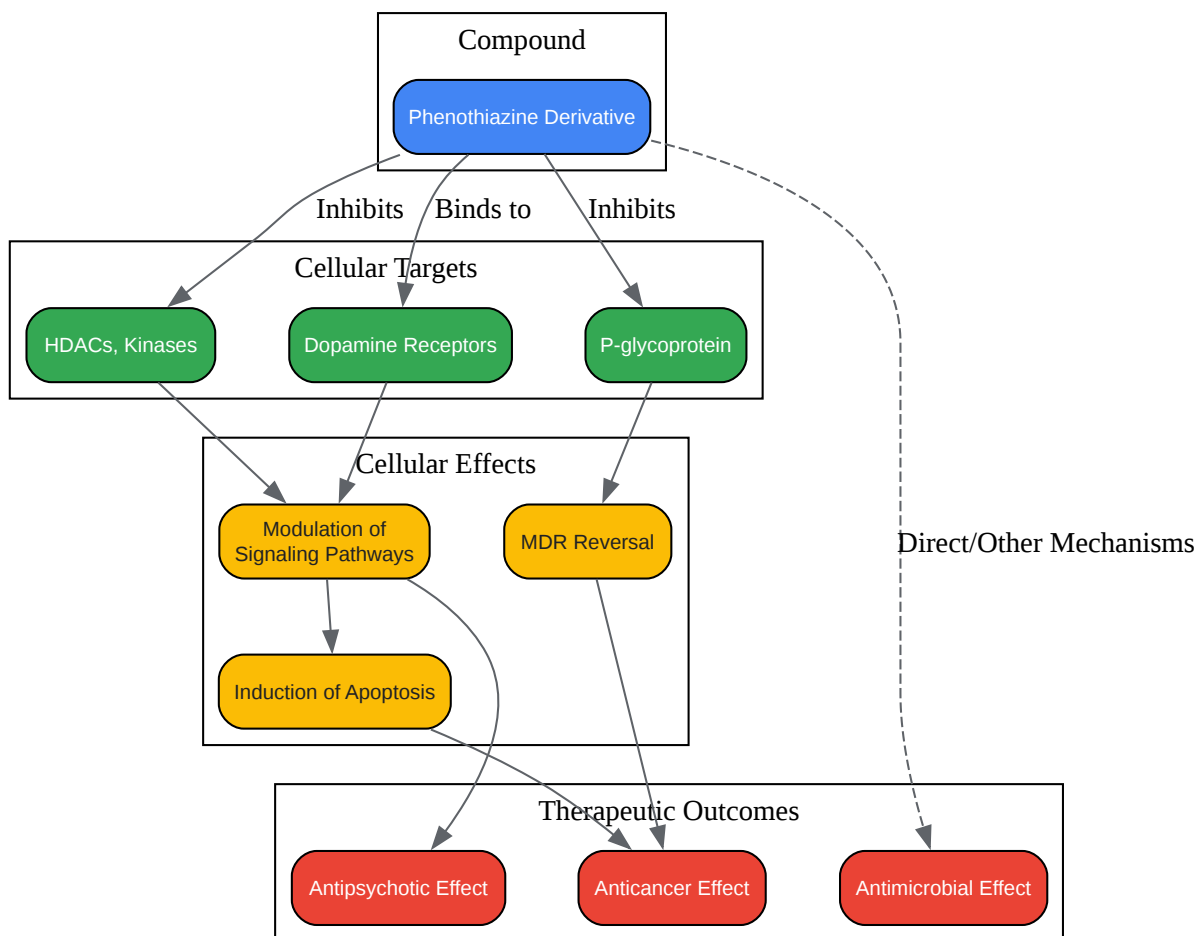 Compound
Phenothiazine Derivative
Inhibits
Binds to
Inhibits
Cellular Targets
HDACs, Kinases
Dopamine Receptors
P-glycoprotein
Cellular Effects
Modulation of
Signaling Pathways
MDR Reversal
Direct/Other Mechanisms
Induction of Apoptosis
Therapeutic Outcomes
Antipsychotic Effect
Anticancer Effect
Antimicrobial Effect